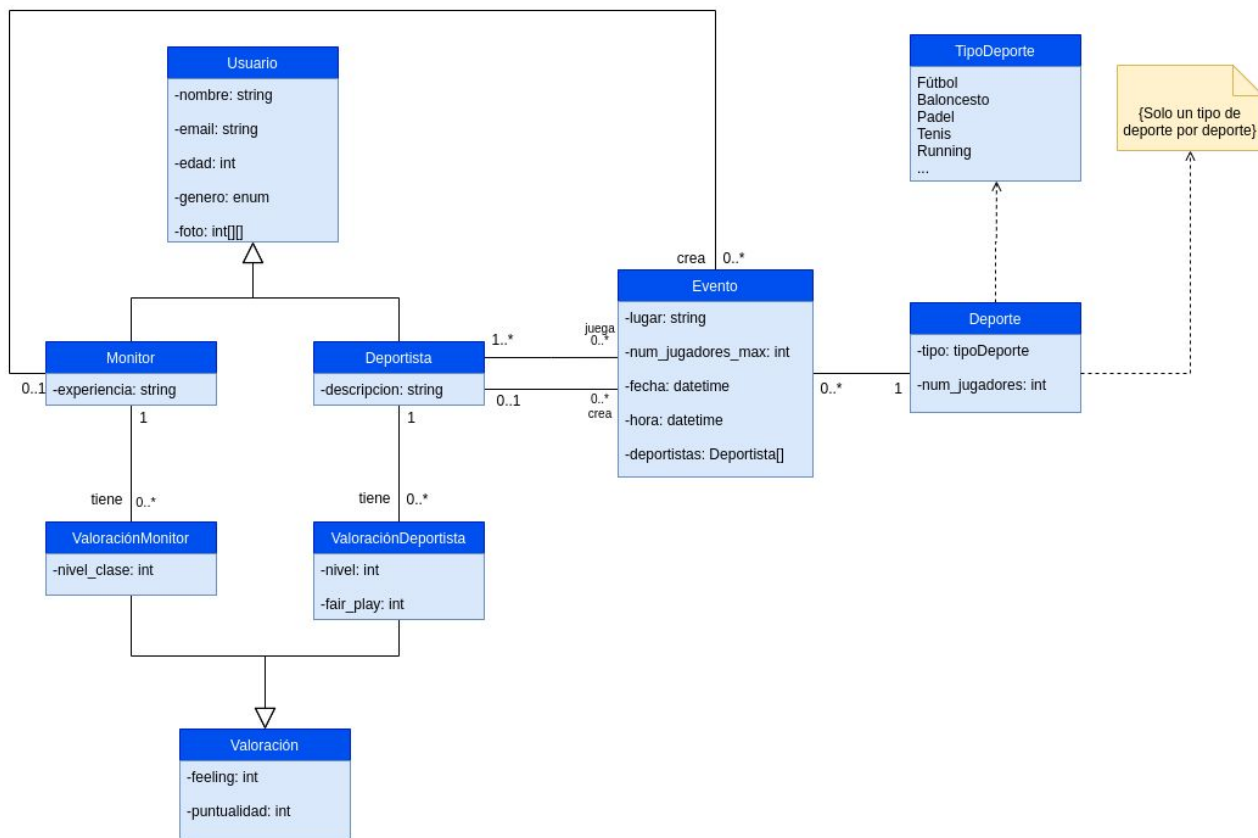 Usuario
-nombre: string
-email: string
-edad: int
-genero: enum
-foto: int[][]
TipoDeporte
Fútbol
Baloncesto
Padel
Tenis
Running
...
{Solo un tipo de
deporte por deporte}
crea
0..*
Evento
-lugar: string
-num_jugadores_max: int
-fecha: datetime
-hora: datetime
-deportistas: Deportista[]
Deporte
-tipo: tipoDeporte
-num_jugadores: int
0..*
1
Monitor
-experiencia: string
0..1
1
Deportista
-descripcion: string
1..*
juega
0..*
0..1
0..*
crea
1
tiene
0..*
tiene
0..*
ValoraciónMonitor
-nivel_clase: int
ValoraciónDeportista
-nivel: int
-fair_play: int
Valoración
-feeling: int
-puntualidad: int